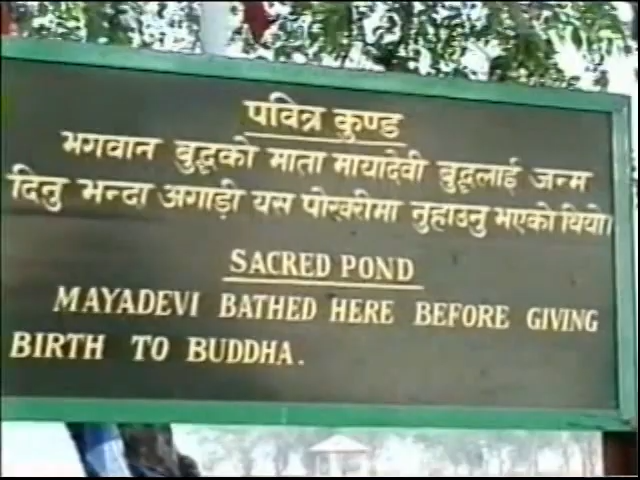 पवित्र कुण्ड
भगवान बुद्धको माता मायादेवी बुद्धलाई जन्म
दिनु भन्दा अगाडी यस पोखरीमा नुहाउनु भएको थियो।
SACRED POND
MAYADEVI BATHED HERE BEFORE GIVING
BIRTH TO BUDDHA.